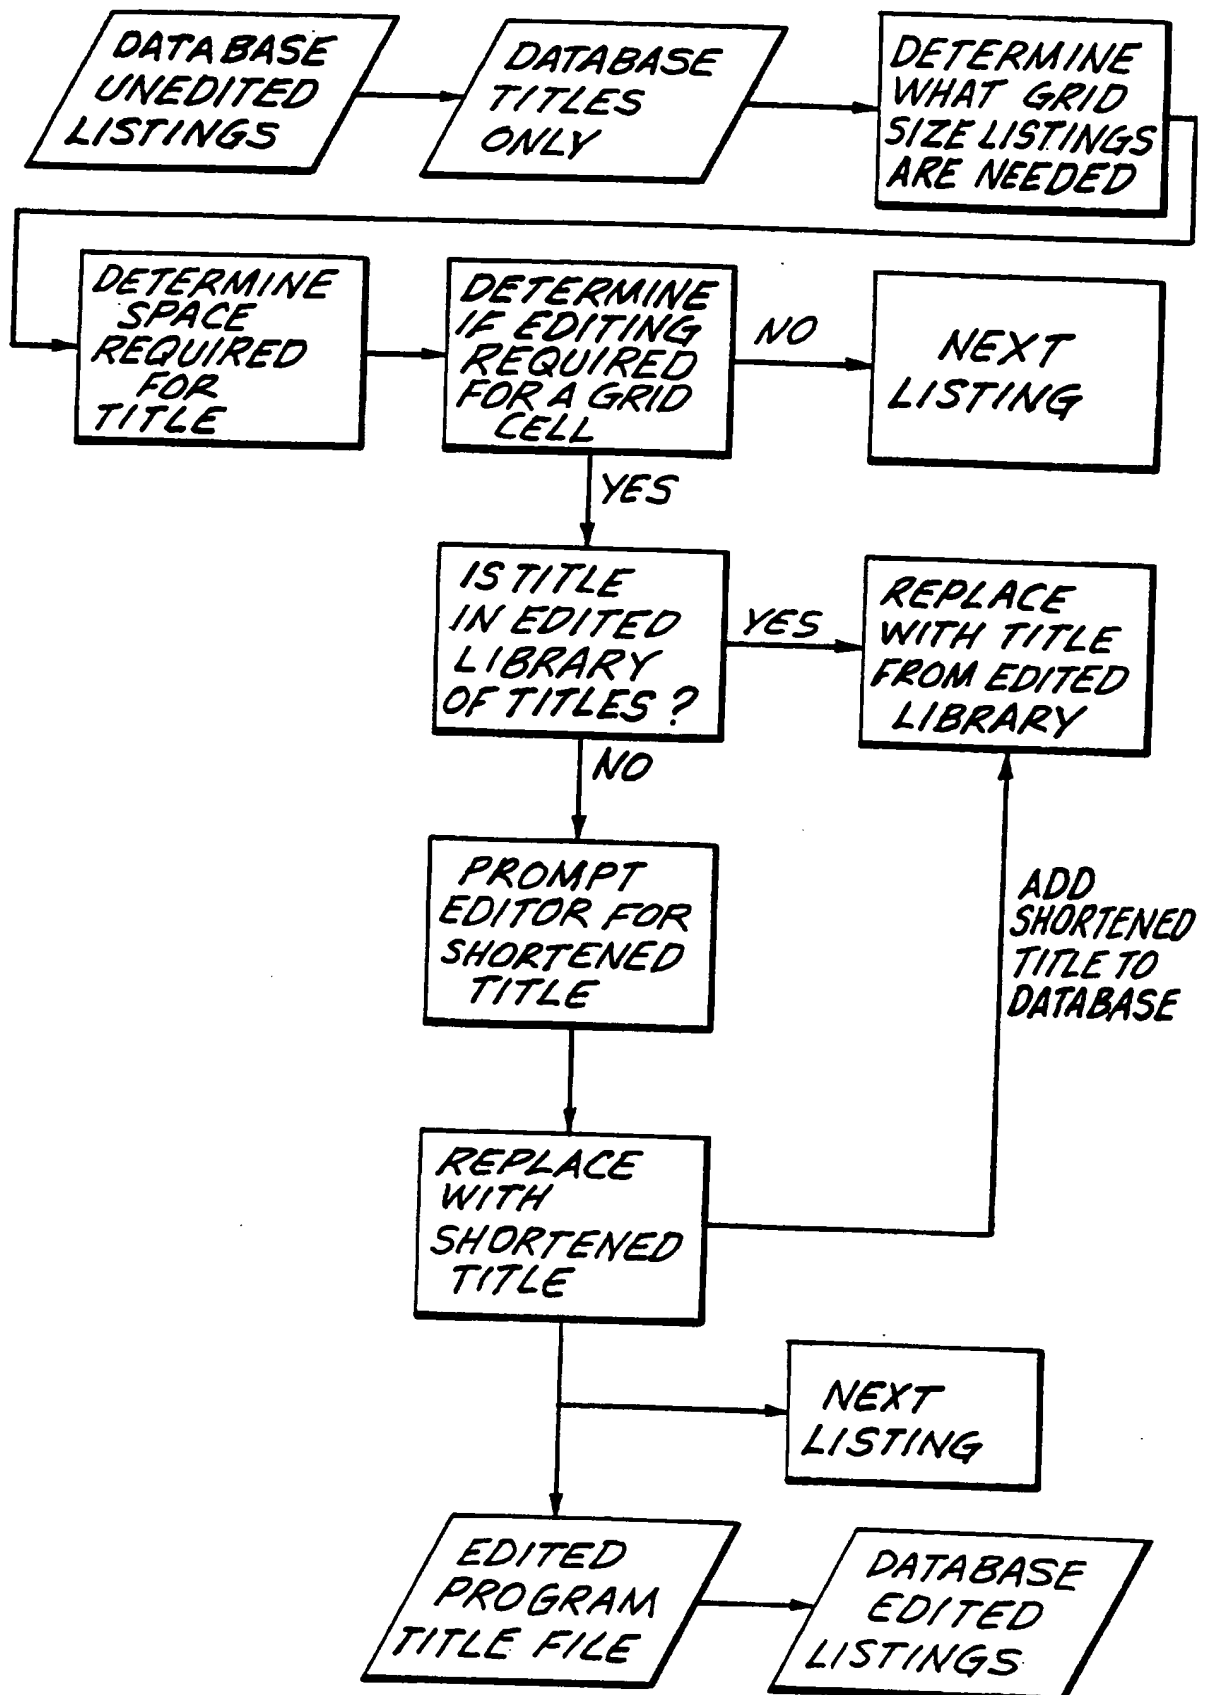 DATABASE
UNEDITED
LISTINGS
DATABASE
TITLES
ONLY
DETERMINE
WHAT GRID
SIZE LISTINGS
ARE NEEDED
DETERMINE
SPACE
REQUIRED
FOR
TITLE
DETERMINE
IF EDITING
REQUIRED
FOR A GRID
CELL
NO
NEXT
LISTING
YES
IS TITLE
IN EDITED
LIBRARY
OF TITLES?
YES
REPLACE
WITH TITLE
FROM EDITED
LIBRARY
NO
PROMPT
EDITOR FOR
SHORTENED
TITLE
ADD
SHORTENED
TITLE TO
DATABASE
REPLACE
WITH
SHORTENED
TITLE
NEXT
LISTING
EDITED
PROGRAM
TITLE FILE
DATABASE
EDITED
LISTINGS